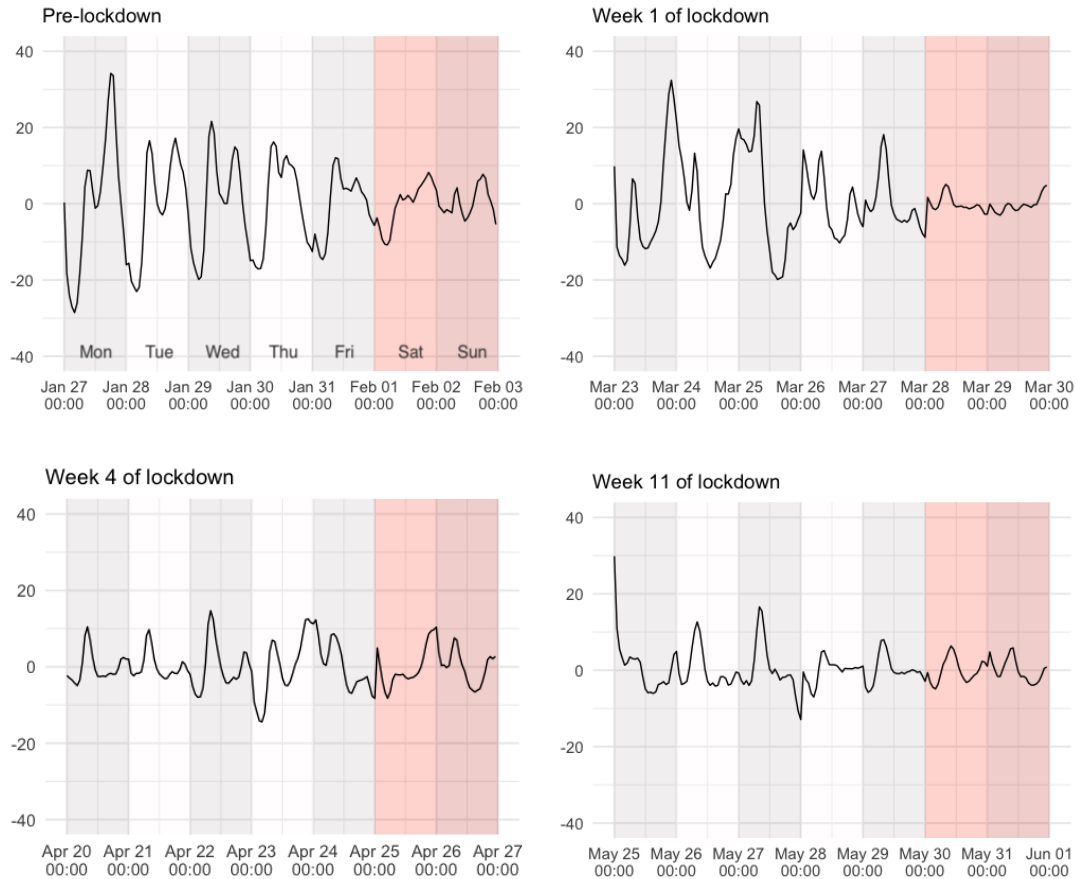 Pre-lockdown
40
20
0
-20
-40
Mon Tue Wed Thu Fri Sat Sun
Jan 27 Jan 28 Jan 29 Jan 30 Jan 31 Feb 01 Feb 02 Feb 03
00:00 00:00 00:00 00:00 00:00 00:00 00:00 00:00
Week 1 of lockdown
40
20
0
-20
-40
Mar 23 Mar 24 Mar 25 Mar 26 Mar 27 Mar 28 Mar 29 Mar 30
00:00 00:00 00:00 00:00 00:00 00:00 00:00 00:00
Week 4 of lockdown
40
20
0
-20
-40
Apr 20 Apr 21 Apr 22 Apr 23 Apr 24 Apr 25 Apr 26 Apr 27
00:00 00:00 00:00 00:00 00:00 00:00 00:00 00:00
Week 11 of lockdown
40
20
0
-20
-40
May 25 May 26 May 27 May 28 May 29 May 30 May 31 Jun 01
00:00 00:00 00:00 00:00 00:00 00:00 00:00 00:00